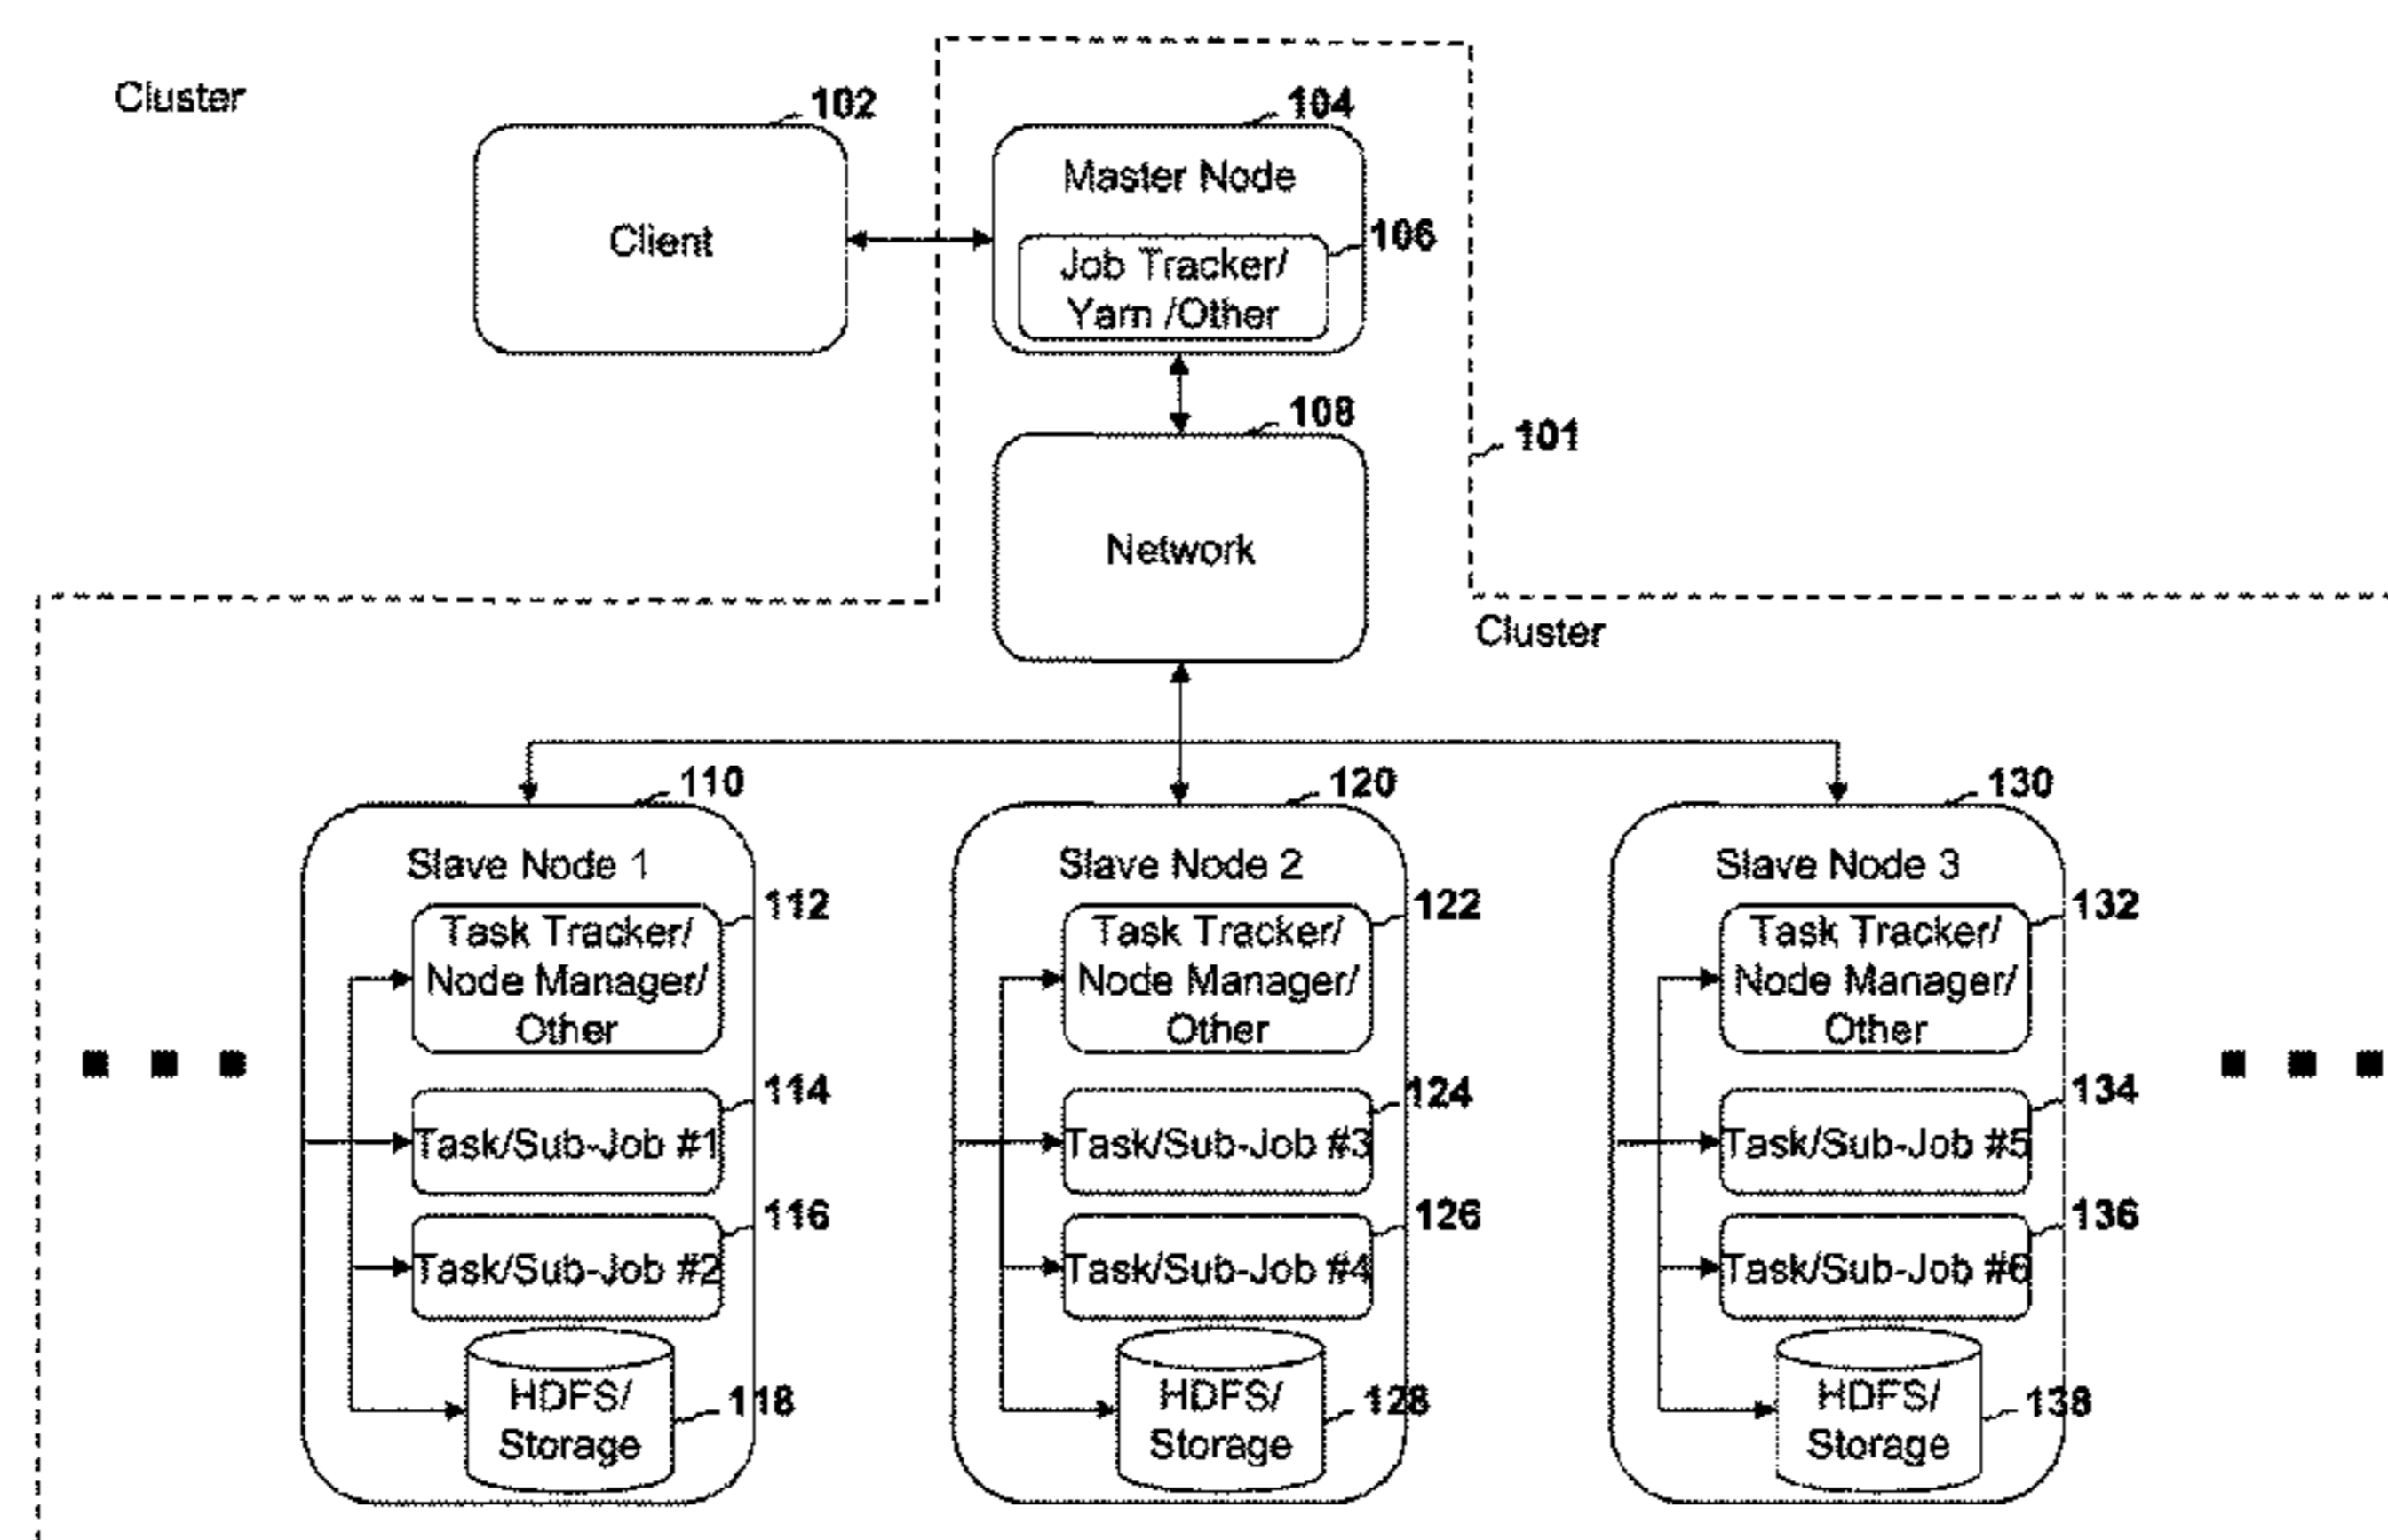 Cluster
102
104
Client
Master Node
106
Job Tracker/
Yarn /Other
108
101
Network
Cluster
110
120
130
Slave Node 1
Slave Node 2
Slave Node 3
112
Task Tracker/
Node Manager/
Other
122
Task Tracker/
Node Manager/
Other
132
Task Tracker/
Node Manager/
Other
114
Task/Sub-Job #1
124
Task/Sub-Job #3
134
Task/Sub-Job #5
116
Task/Sub-Job #2
126
Task/Sub-Job #4
136
Task/Sub-Job #6
HDFS/
Storage
118
HDFS/
Storage
128
HDFS/
Storage
138